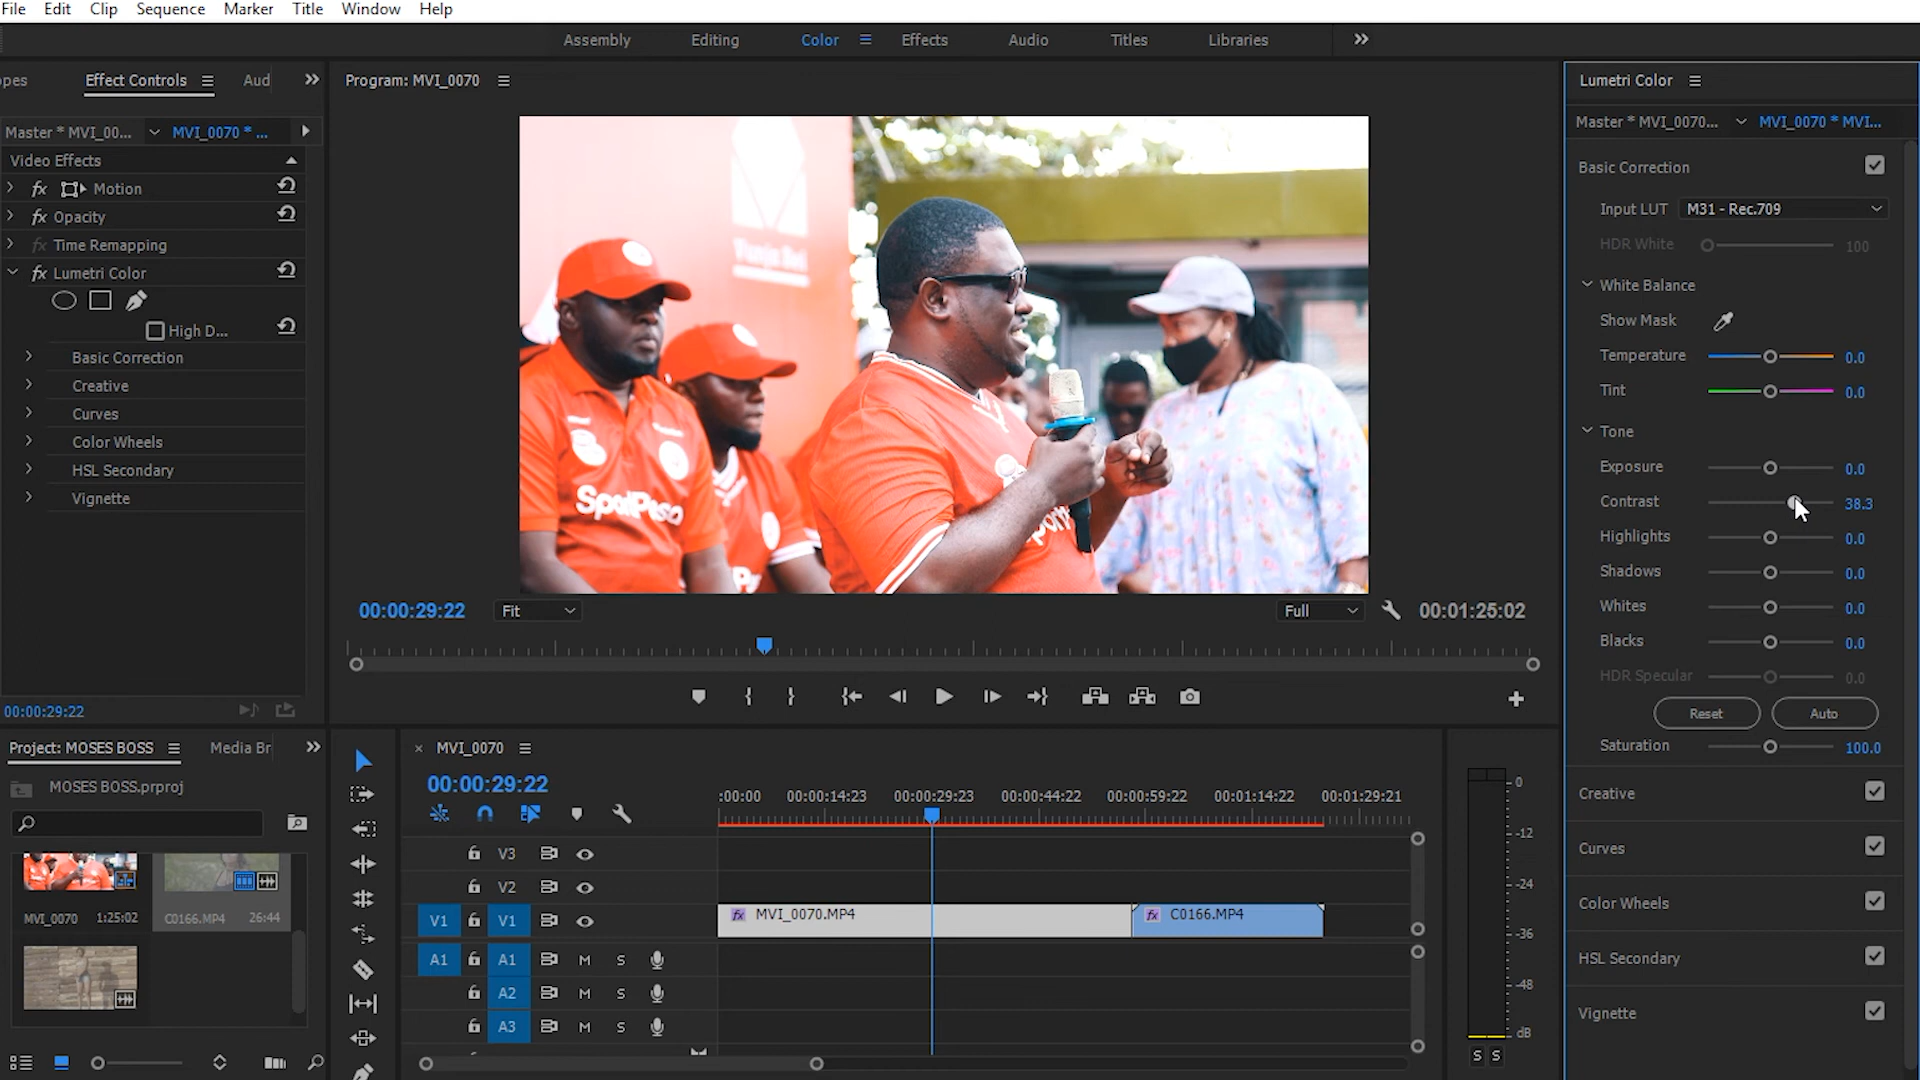 File Edit Clip Sequence Marker Title Window Help
Assembly Editing Color Effects Audio Titles Libraries
opes Effect Controls Aud
Master * MVI_00... MVI_0070 * ...
Video Effects
fx Motion
fx Opacity
fx Time Remapping
fx Lumetri Color
High D...
Basic Correction
Creative
Curves
Color Wheels
HSL Secondary
Vignette
00:00:29:22
Program: MVI_0070
SportPesa
00:00:29:22 Fit Full 00:01:25:02
Lumetri Color
Master * MVI_0070... MVI_0070 * MVI...
Basic Correction
Input LUT M31 - Rec.709
HDR White 100
White Balance
Show Mask
Temperature 0.0
Tint 0.0
Tone
Exposure 0.0
Contrast 38.3
Highlights 0.0
Shadows 0.0
Whites 0.0
Blacks 0.0
HDR Specular 0.0
Reset Auto
Saturation 100.0
Creative
Curves
Color Wheels
HSL Secondary
Vignette
Project: MOSES BOSS Media Br
MOSES BOSS.prproj
MVI_0070 1:25:02 C0166.MP4 26:44
× MVI_0070
00:00:29:22
:00:00 00:00:14:23 00:00:29:23 00:00:44:22 00:00:59:22 00:01:14:22 00:01:29:21
V3
V2
V1 V1 fx MVI_0070.MP4 fx C0166.MP4
A1 A1 M S
A2 M S
A3 M S
0
-12
-24
-36
-48
dB
S S